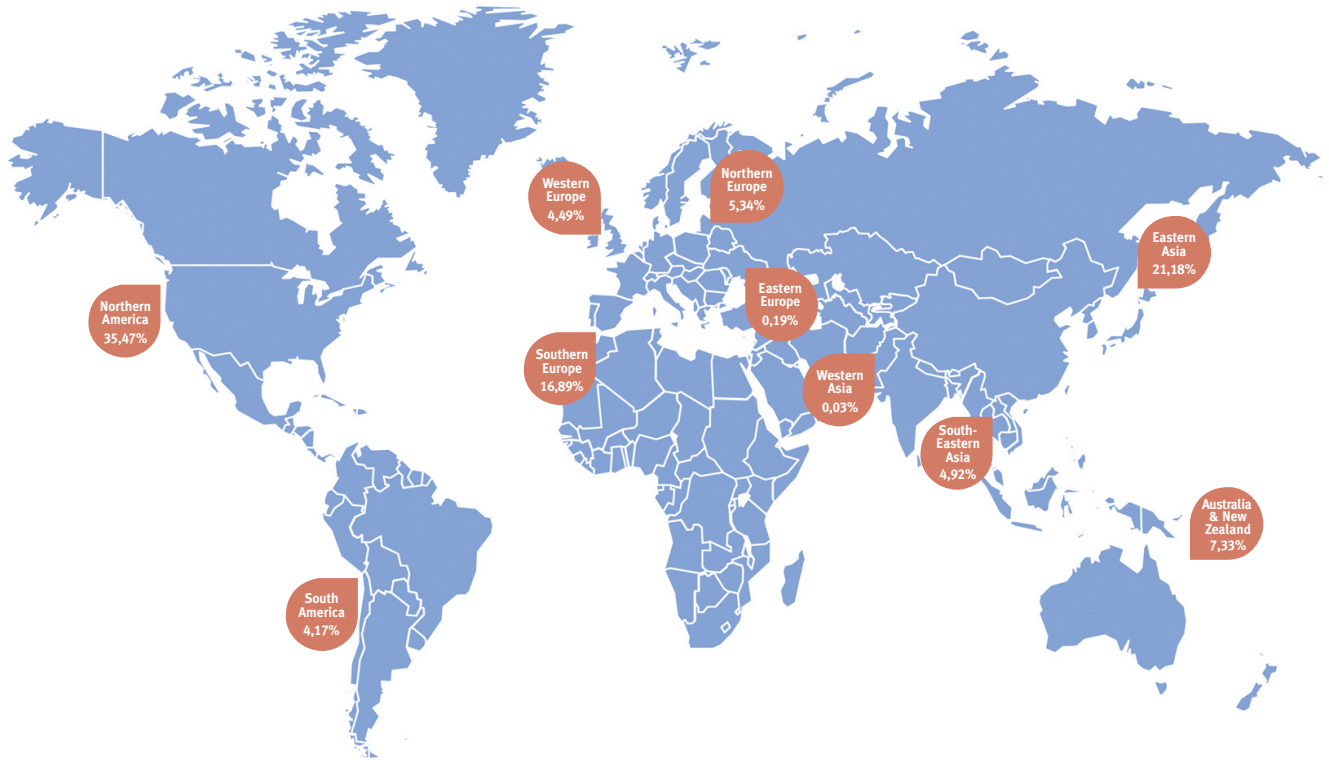 Western
Europe
4,49%
Northern
Europe
5,34%
Eastern
Asia
21,18%
Northern
America
35,47%
Eastern
Europe
0,19%
Southern
Europe
16,89%
Western
Asia
0,03%
South-
Eastern
Asia
4,92%
Australia
& New
Zealand
7,33%
South
America
4,17%